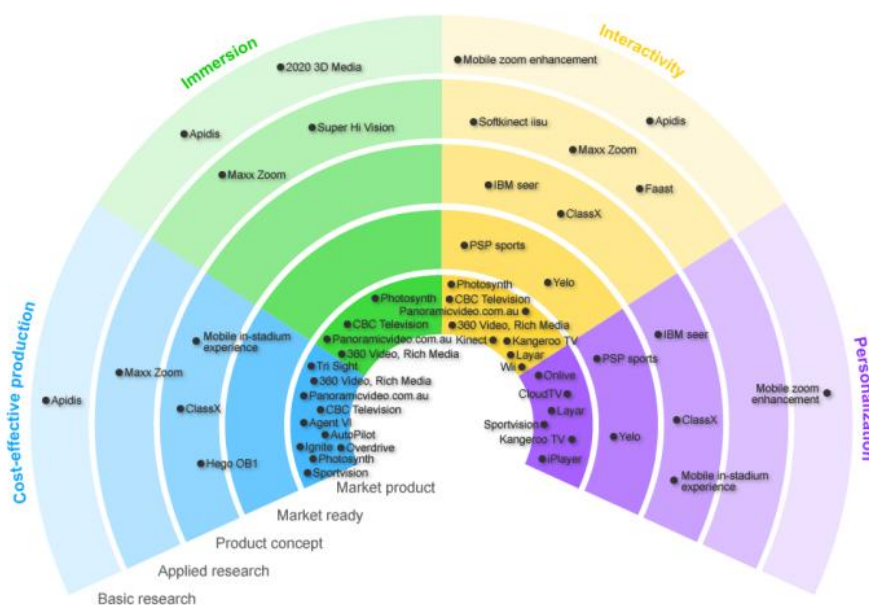 Immersion
2020 3D Media
Apidis
Super Hi Vision
Maxx Zoom
Photosynth
CBC Television
Panoramicvideo.com.au
360 Video, Rich Media
Interactivity
Mobile zoom enhancement
Apidis
Softkinect iisu
Maxx Zoom
Faast
IBM seer
ClassX
PSP sports
Yelo
Photosynth
CBC Television
Panoramicvideo.com.au
360 Video, Rich Media
Kinect
Kangeroo TV
Layar
Wii
Cost-effective production
Apidis
Maxx Zoom
Mobile in-stadium
experience
ClassX
Hego OB1
Tri Sight
360 Video, Rich Media
Panoramicvideo.com.au
CBC Television
Agent VI
AutoPilot
Ignite
Overdrive
Photosynth
Sportvision
Personalization
Mobile zoom
enhancement
IBM seer
ClassX
Mobile in-stadium
experience
PSP sports
Yelo
Onlive
CloudTV
Layar
Sportvision
Kangeroo TV
iPlayer
Market product
Market ready
Product concept
Applied research
Basic research